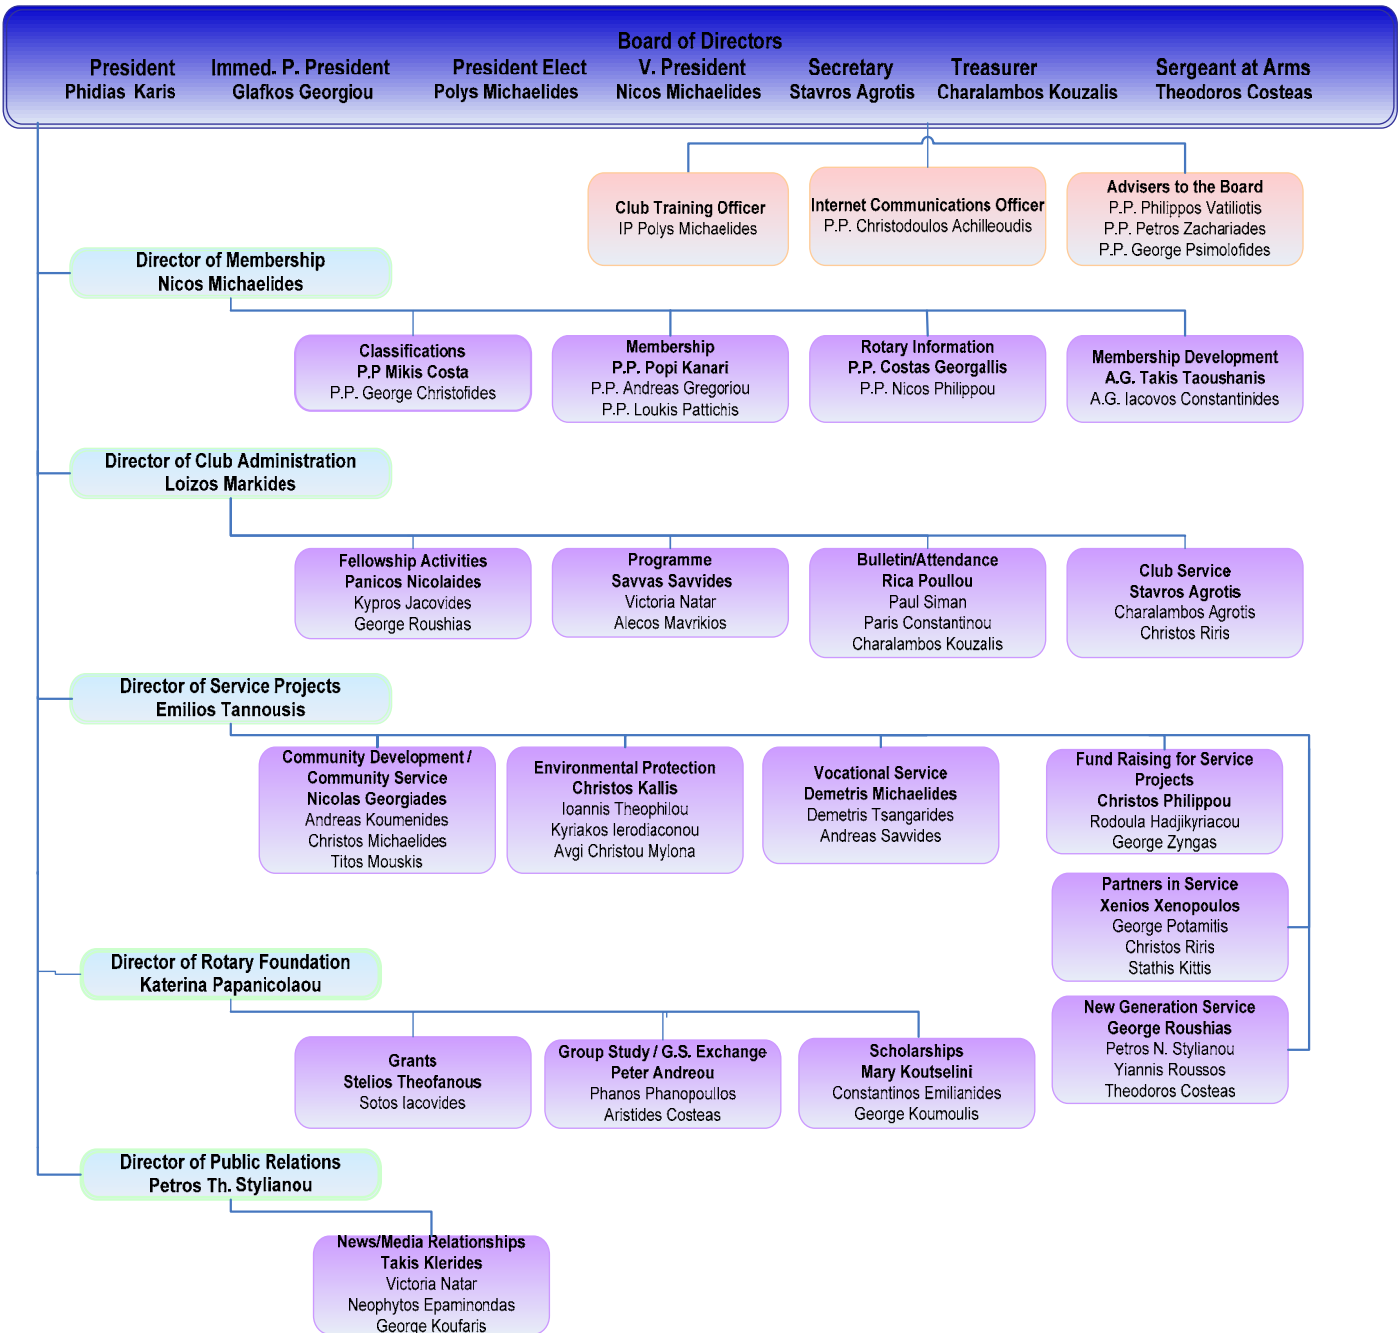 Board of Directors
President Immed. P. President President Elect V. President Secretary Treasurer Sergeant at Arms
Phidias Karis Glafkos Georgiou Polys Michaelides Nicos Michaelides Stavros Agrotis Charalambos Kouzalis Theodoros Costeas
Club Training Officer
IP Polys Michaelides
Internet Communications Officer
P.P. Christodoulos Achilleoudis
Advisers to the Board
P.P. Philippos Vatiliotis
P.P. Petros Zachariades
P.P. George Psimolofides
Director of Membership
Nicos Michaelides
Classifications
P.P Mikis Costa
P.P. George Christofides
Membership
P.P. Popi Kanari
P.P. Andreas Gregoriou
P.P. Loukis Pattichis
Rotary Information
P.P. Costas Georgallis
P.P. Nicos Philippou
Membership Development
A.G. Takis Taoushanis
A.G. Iacovos Constantinides
Director of Club Administration
Loizos Markides
Fellowship Activities
Panicos Nicolaides
Kypros Jacovides
George Roushias
Programme
Savvas Savvides
Victoria Natar
Alecos Mavrikios
Bulletin/Attendance
Rica Poullou
Paul Siman
Paris Constantinou
Charalambos Kouzalis
Club Service
Stavros Agrotis
Charalambos Agrotis
Christos Riris
Director of Service Projects
Emilios Tannousis
Community Development /
Community Service
Nicolas Georgiades
Andreas Koumenides
Christos Michaelides
Titos Mouskis
Environmental Protection
Christos Kallis
Ioannis Theophilou
Kyriakos Ierodiaconou
Avgi Christou Mylona
Vocational Service
Demetris Michaelides
Demetris Tsangarides
Andreas Savvides
Fund Raising for Service
Projects
Christos Philippou
Rodoula Hadjikyriacou
George Zyngas
Partners in Service
Xenios Xenopoulos
George Potamitis
Christos Riris
Stathis Kittis
New Generation Service
George Roushias
Petros N. Stylianou
Yiannis Roussos
Theodoros Costeas
Director of Rotary Foundation
Katerina Papanicolaou
Grants
Stelios Theofanous
Sotos Iacovides
Group Study / G.S. Exchange
Peter Andreou
Phanos Phanopoullos
Aristides Costeas
Scholarships
Mary Koutselini
Constantinos Emilianides
George Koumoulis
Director of Public Relations
Petros Th. Stylianou
News/Media Relationships
Takis Klerides
Victoria Natar
Neophytos Epaminondas
George Koufaris